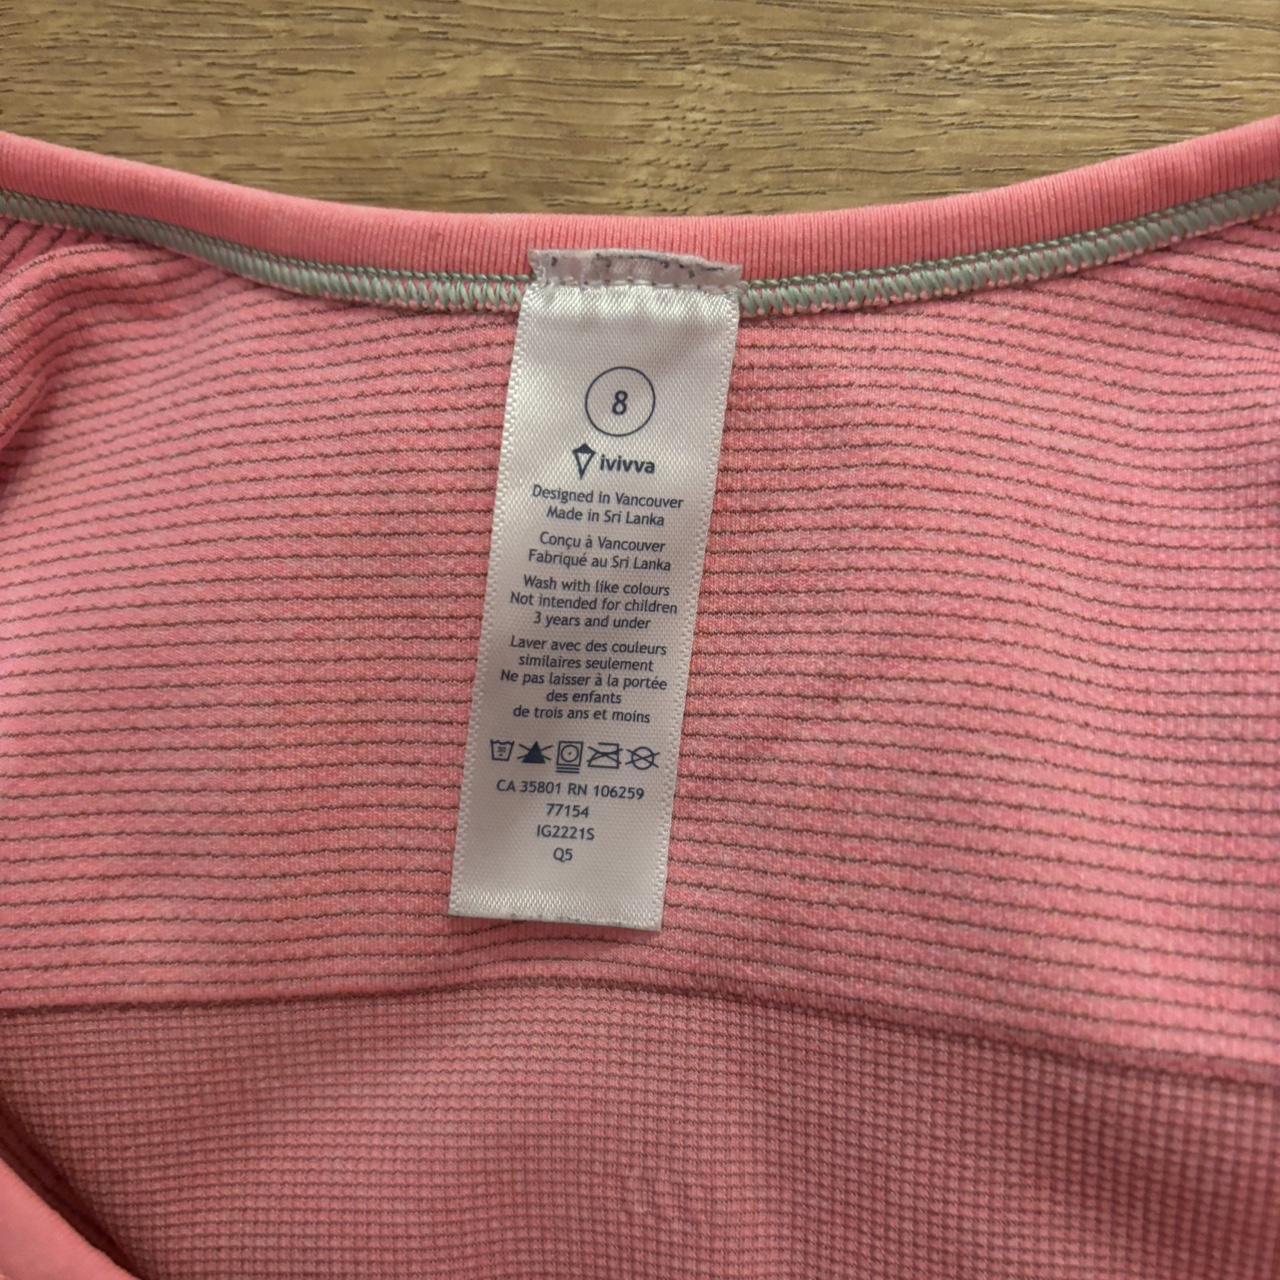 8
ivivva
Designed in Vancouver
Made in Sri Lanka
Conçu à Vancouver
Fabriqué au Sri Lanka
Wash with like colours
Not intended for children
3 years and under
Laver avec des couleurs
similaires seulement
Ne pas laisser à la portée
des enfants
de trois ans et moins
CA 35801 RN 106259
77154
IG2221S
Q5